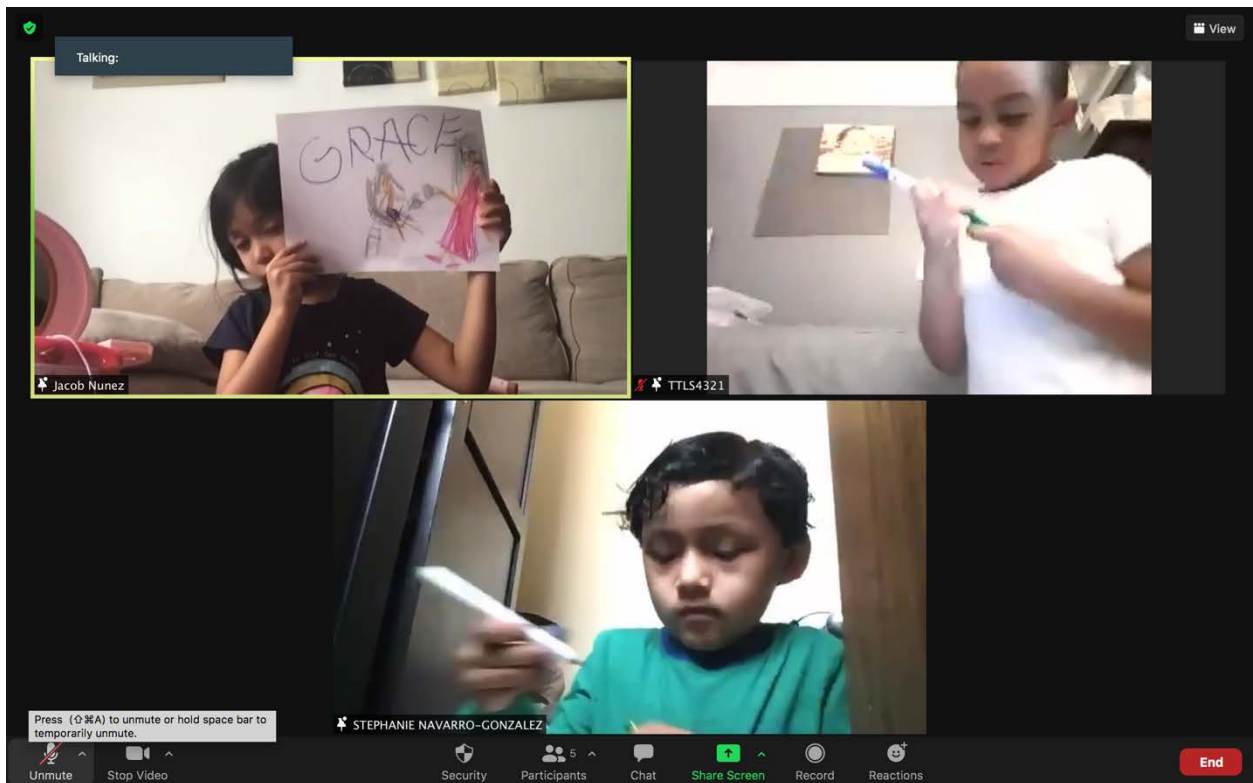 View
Talking:
GRACE
Jacob Nunez
TTLS4321
STEPHANIE NAVARRO-GONZALEZ
Press (⇧⌘A) to unmute or hold space bar to
temporarily unmute.
Unmute
Stop Video
Security
5
Participants
Chat
Share Screen
Record
Reactions
End